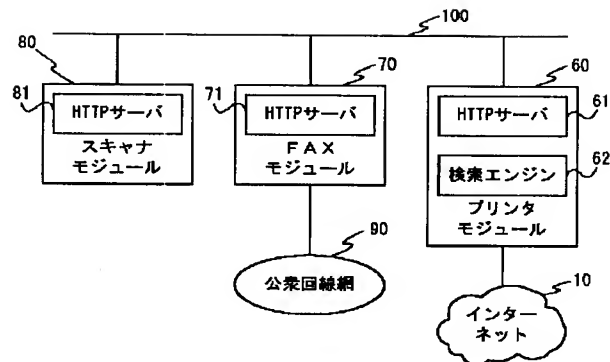 100
80
70
60
81
HTTPサーバ
スキャナ
モジュール
71
HTTPサーバ
FAX
モジュール
HTTPサーバ
61
検索エンジン
62
プリンタ
モジュール
90
公衆回線網
10
インター
ネット